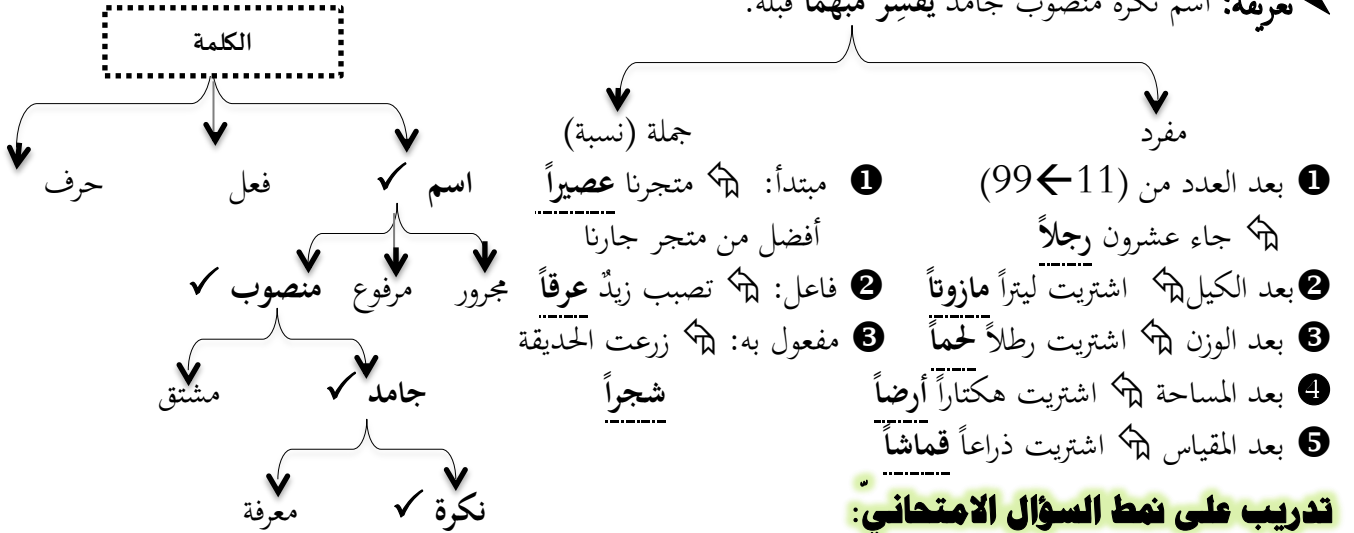 تعريفه: اسم نكرة منصوب جامد يفسِر مبهماً قبله.
مفرد
❶ بعد العدد من (11←99)
جاء عشرون رجلاً
❷ بعد الكيل اشتريت ليتراً مازوتاً
❸ بعد الوزن اشتريت رطلاً لحماً
❹ بعد المساحة اشتريت هكتاراً أرضاً
❺ بعد المقياس اشتريت ذراعاً قماشاً
جملة (نسبة)
❶ مبتدأ: متجرنا عصيراً
أفضل من متجر جارنا
❷ فاعل: تصبب زيدٌ عرقاً
❸ مفعول به: زرعت الحديقة
شجراً
الكلمة
اسم ✓ فعل حرف
مجرور مرفوع منصوب ✓
جامد ✓ مشتق
نكرة ✓ معرفة
تدريب على نمط السؤال الامتحانيّ: